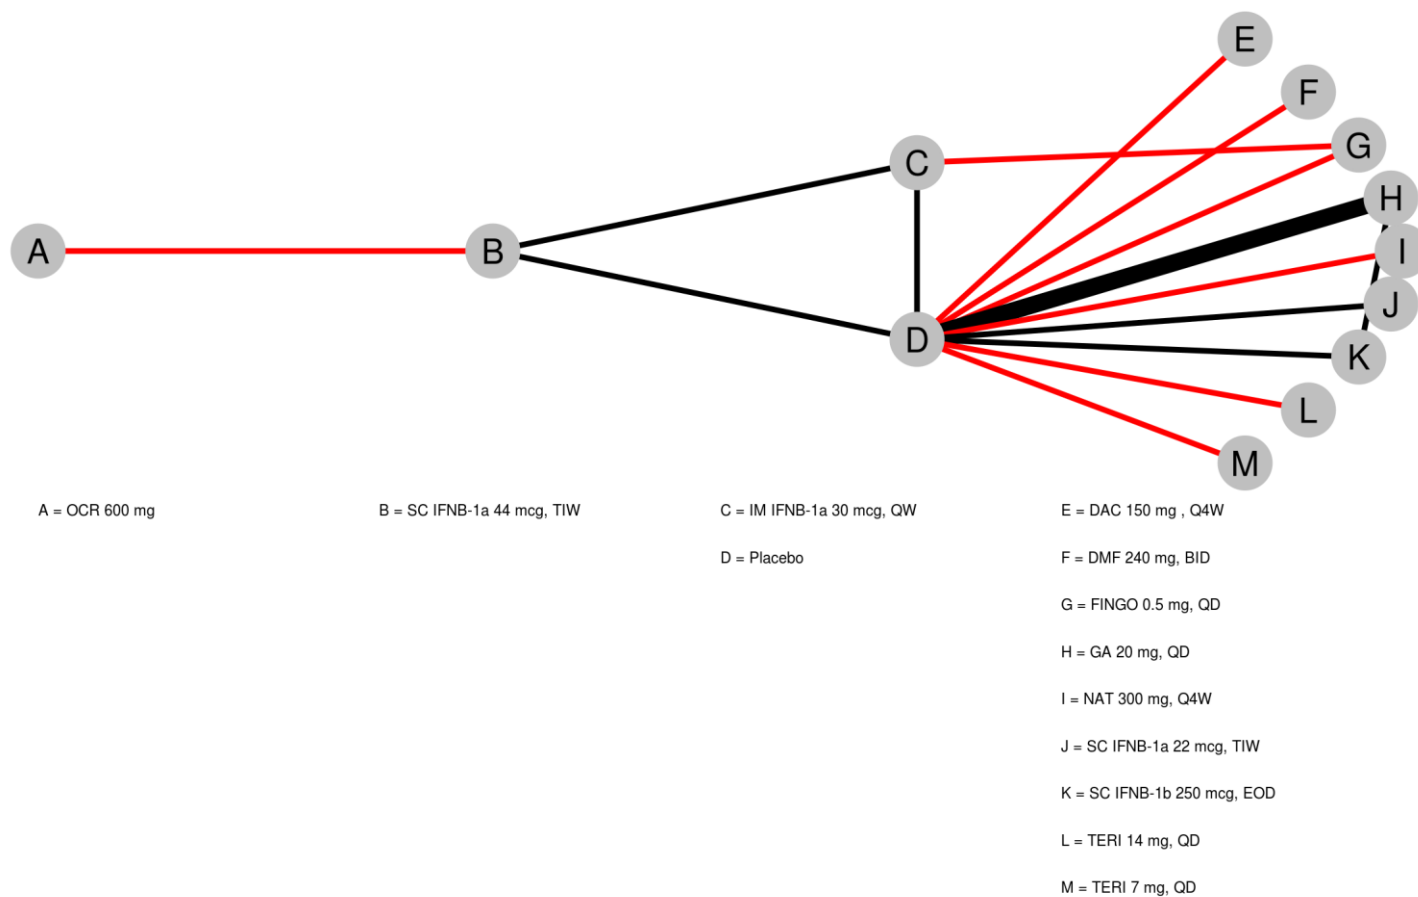 E
F
G
C
H
A
B
I
J
D
K
L
M
A = OCR 600 mg
B = SC IFNB-1a 44 mcg, TIW
C = IM IFNB-1a 30 mcg, QW
E = DAC 150 mg , Q4W
D = Placebo
F = DMF 240 mg, BID
G = FINGO 0.5 mg, QD
H = GA 20 mg, QD
I = NAT 300 mg, Q4W
J = SC IFNB-1a 22 mcg, TIW
K = SC IFNB-1b 250 mcg, EOD
L = TERI 14 mg, QD
M = TERI 7 mg, QD